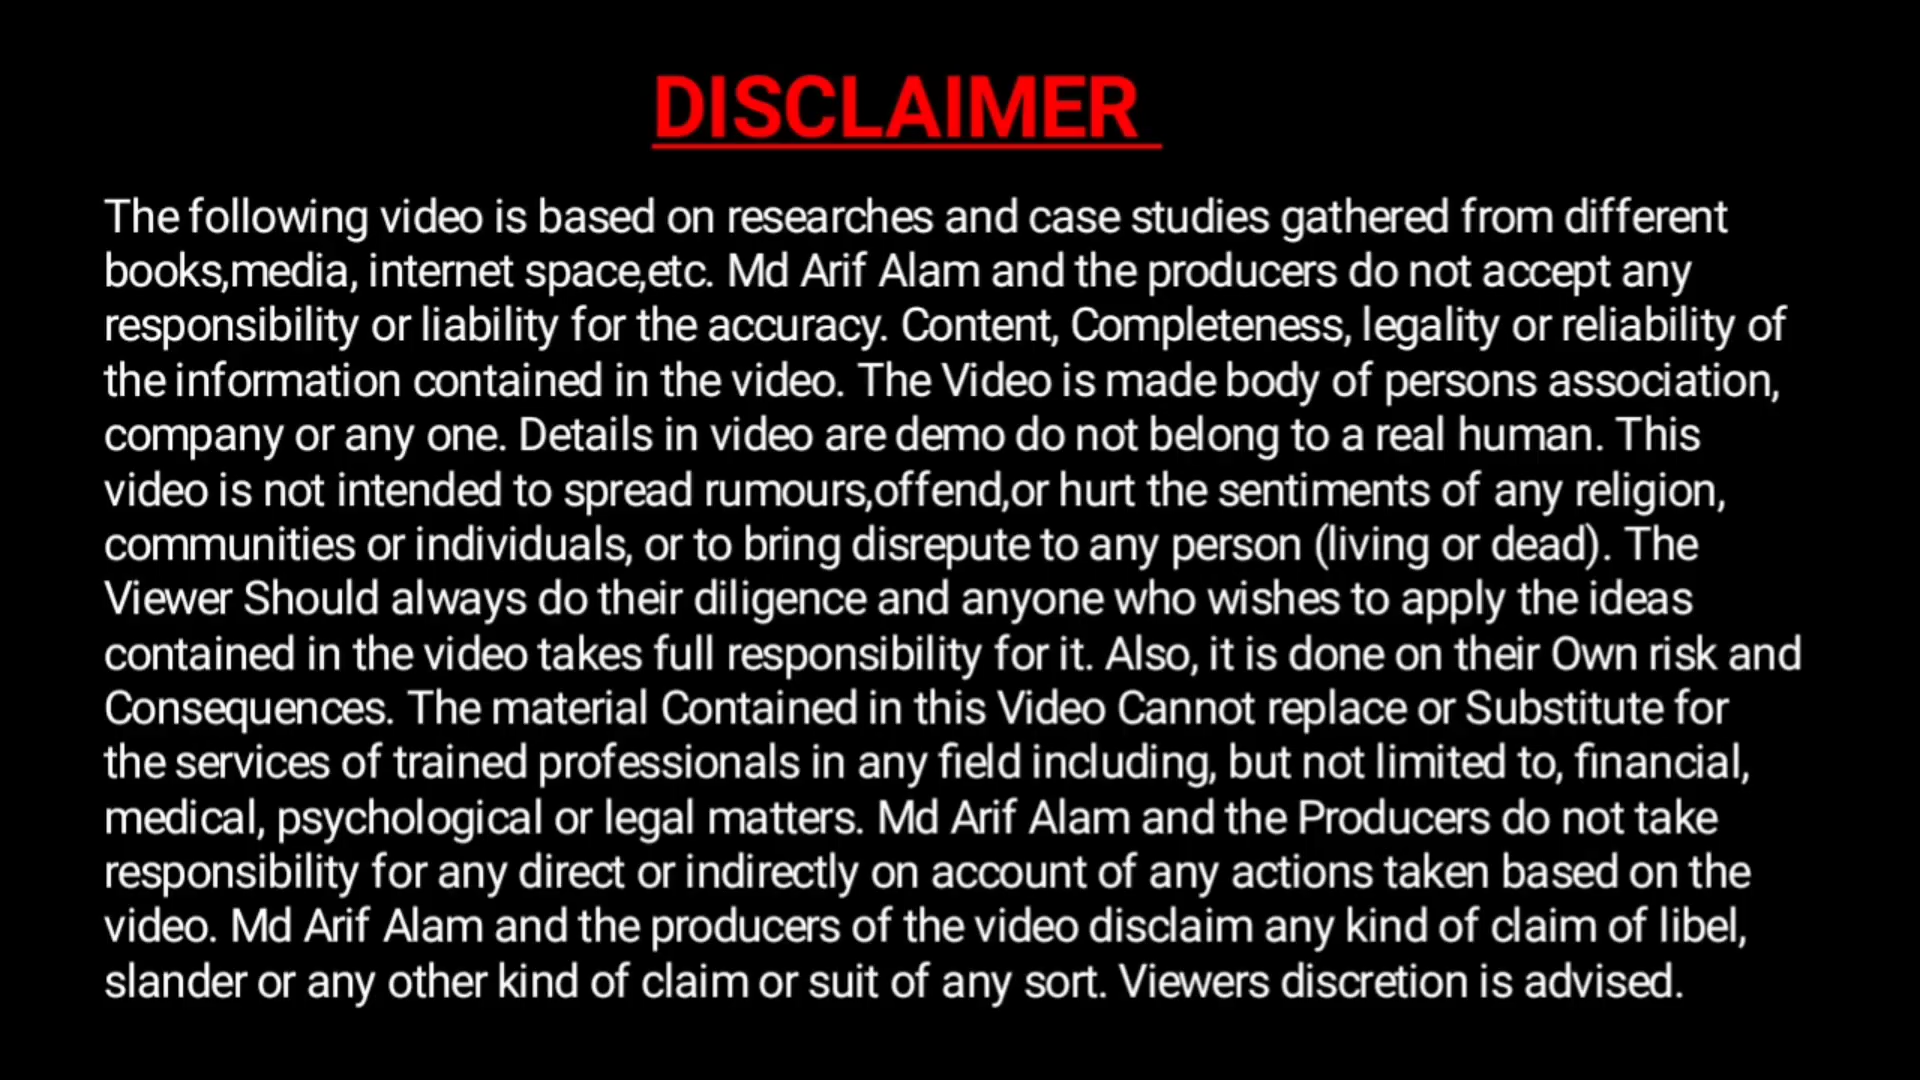 DISCLAIMER
The following video is based on researches and case studies gathered from different
books,media, internet space,etc. Md Arif Alam and the producers do not accept any
responsibility or liability for the accuracy. Content, Completeness, legality or reliability of
the information contained in the video. The Video is made body of persons association,
company or any one. Details in video are demo do not belong to a real human. This
video is not intended to spread rumours,offend,or hurt the sentiments of any religion,
communities or individuals, or to bring disrepute to any person (living or dead). The
Viewer Should always do their diligence and anyone who wishes to apply the ideas
contained in the video takes full responsibility for it. Also, it is done on their Own risk and
Consequences. The material Contained in this Video Cannot replace or Substitute for
the services of trained professionals in any field including, but not limited to, financial,
medical, psychological or legal matters. Md Arif Alam and the Producers do not take
responsibility for any direct or indirectly on account of any actions taken based on the
video. Md Arif Alam and the producers of the video disclaim any kind of claim of libel,
slander or any other kind of claim or suit of any sort. Viewers discretion is advised.